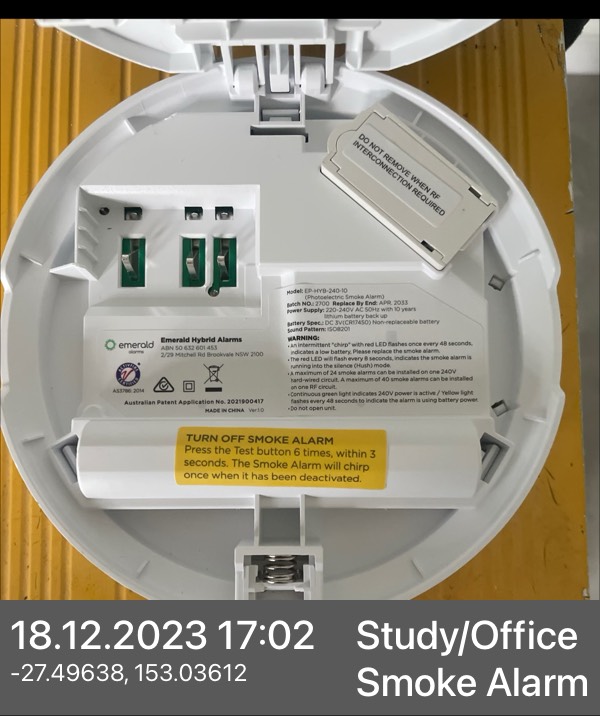 DO NOT REMOVE WHEN RF
INTERCONNECTION REQUIRED
Model: EP-HYB-240-10
(Photoelectric Smoke Alarm)
Batch NO.: 2700 Replace By End: APR. 2033
Power Supply: 220-240V AC 50Hz with 10 years
lithium battery back up
Battery Spec.: DC 3V(CR17450) Non-replaceable battery
Sound Pattern: ISO8201
WARNING:
•An intermittent "chirp" with red LED flashes once every 48 seconds,
indicates a low battery, Please replace the smoke alarm.
•The red LED will flash every 8 seconds, indicates the smoke alarm is
running into the silence (Hush) mode.
•A maximum of 24 smoke alarms can be installed on one 240V
hard-wired circuit. A maximum of 40 smoke alarms can be installed
on one RF circuit.
•Continuous green light indicates 240V power is active / Yellow light
flashes every 48 seconds to indicate the alarm is using battery power.
•Do not open unit.
emerald
alarms
Emerald Hybrid Alarms
ABN 50 632 601 453
2/29 Mitchell Rd Brookvale NSW 2100
AS3786:2014
Australian Patent Application No. 2021900417
MADE IN CHINA Ver1.0
TURN OFF SMOKE ALARM
Press the Test button 6 times, within 3
seconds. The Smoke Alarm will chirp
once when it has been deactivated.
18.12.2023 17:02
-27.49638, 153.03612
Study/Office
Smoke Alarm